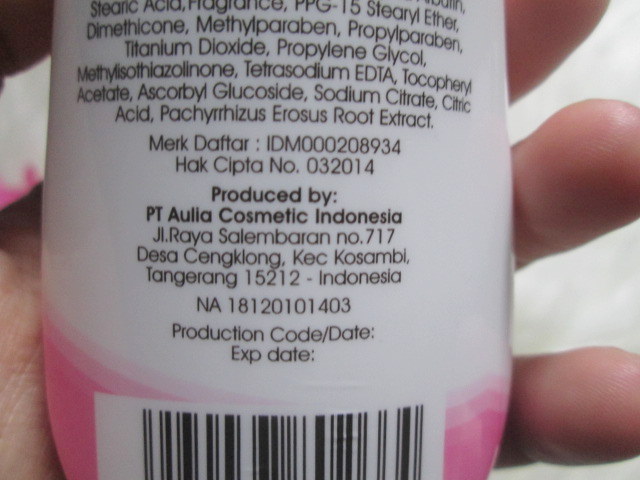 Stearic Acid, Fragrance, PPG-15 Stearyl Ether,
Dimethicone, Methylparaben, Propylparaben,
Titanium Dioxide, Propylene Glycol,
Methylisothiazolinone, Tetrasodium EDTA, Tocopheryl
Acetate, Ascorbyl Glucoside, Sodium Citrate, Citric
Acid, Pachyrrhizus Erosus Root Extract.
Merk Daftar : IDM000208934
Hak Cipta No. 032014
Produced by:
PT Aulia Cosmetic Indonesia
Jl.Raya Salembaran no.717
Desa Cengklong, Kec Kosambi,
Tangerang 15212 - Indonesia
NA 18120101403
Production Code/Date:
Exp date: